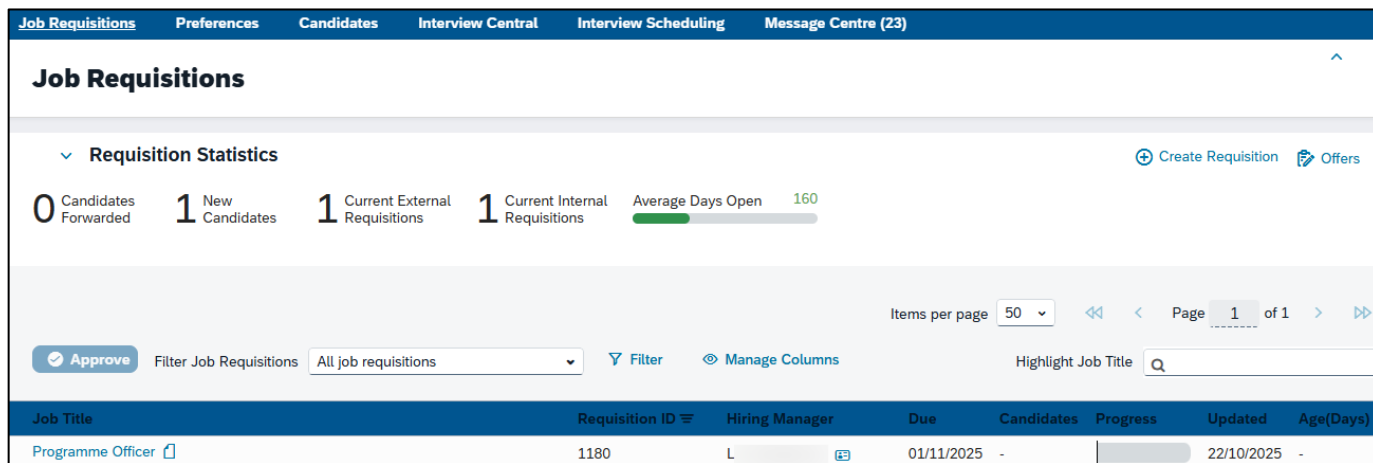 Job Requisitions Preferences Candidates Interview Central Interview Scheduling Message Centre (23)
Job Requisitions
Requisition Statistics
Create Requisition Offers
0 Candidates Forwarded
1 New Candidates
1 Current External Requisitions
1 Current Internal Requisitions
Average Days Open 160
Items per page 50 Page 1 of 1
Approve Filter Job Requisitions All job requisitions Filter Manage Columns Highlight Job Title
Job Title Requisition ID Hiring Manager Due Candidates Progress Updated Age(Days)
Programme Officer 1180 L 01/11/2025 - 22/10/2025 -